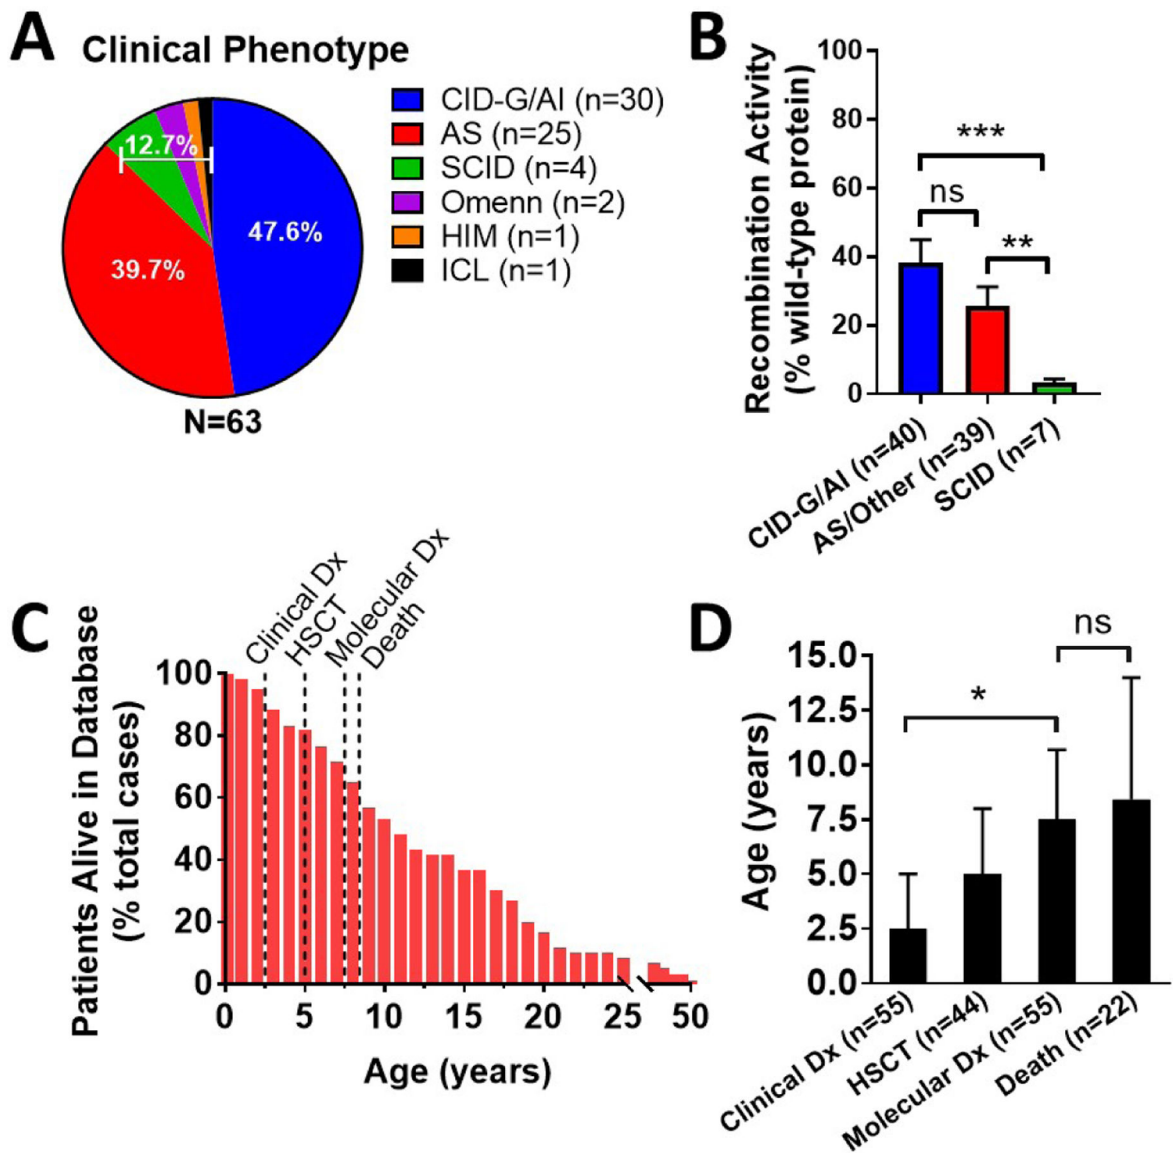 A
Clinical Phenotype
12.7%
47.6%
39.7%
N=63
CID-G/AI (n=30)
AS (n=25)
SCID (n=4)
Omenn (n=2)
HIM (n=1)
ICL (n=1)
B
Recombination Activity
(% wild-type protein)
100
80
60
40
20
0
***
ns
**
CID-G/AI (n=40)
AS/Other (n=39)
SCID (n=7)
C
Patients Alive in Database
(% total cases)
Clinical Dx
HSCT
Molecular Dx
Death
100
80
60
40
20
0
0 5 10 15 20 25 50
Age (years)
D
Age (years)
15.0
12.5
10.0
7.5
5.0
2.5
0.0
*
ns
Clinical Dx (n=55)
HSCT (n=44)
Molecular Dx (n=55)
Death (n=22)